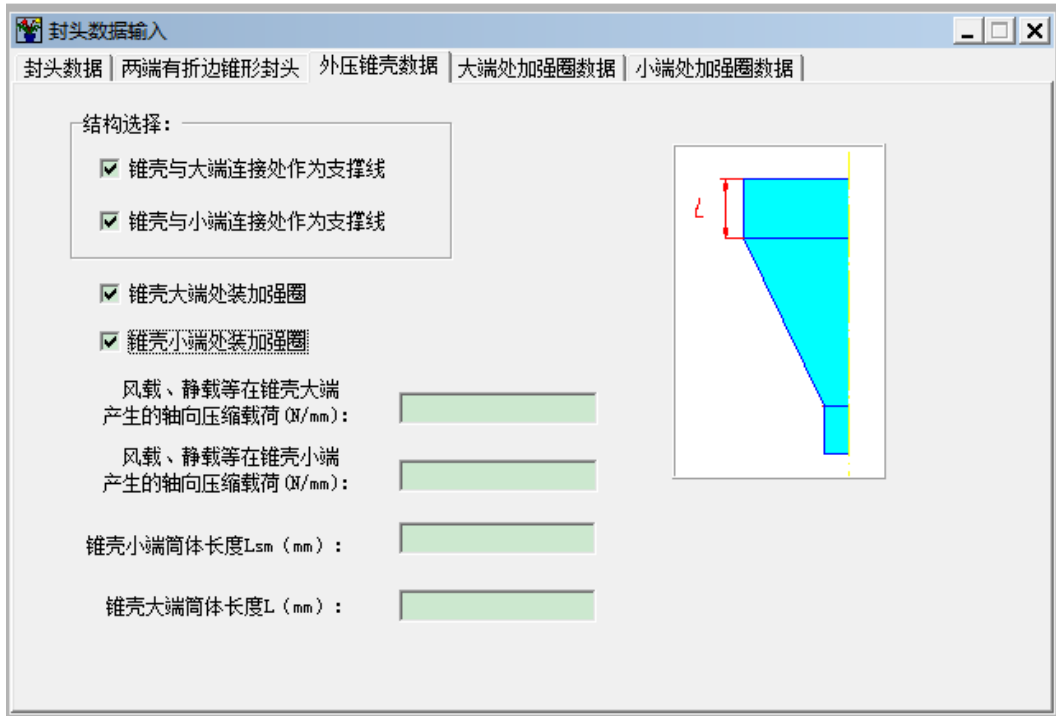 封头数据输入
封头数据 两端有折边锥形封头 外压锥壳数据 大端处加强圈数据 小端处加强圈数据
结构选择:
锥壳与大端连接处作为支撑线
锥壳与小端连接处作为支撑线
锥壳大端处装加强圈
锥壳小端处装加强圈
风载、静载等在锥壳大端
产生的轴向压缩载荷(N/mm):
风载、静载等在锥壳小端
产生的轴向压缩载荷(N/mm):
锥壳小端筒体长度Lsm(mm):
锥壳大端筒体长度L(mm):
L